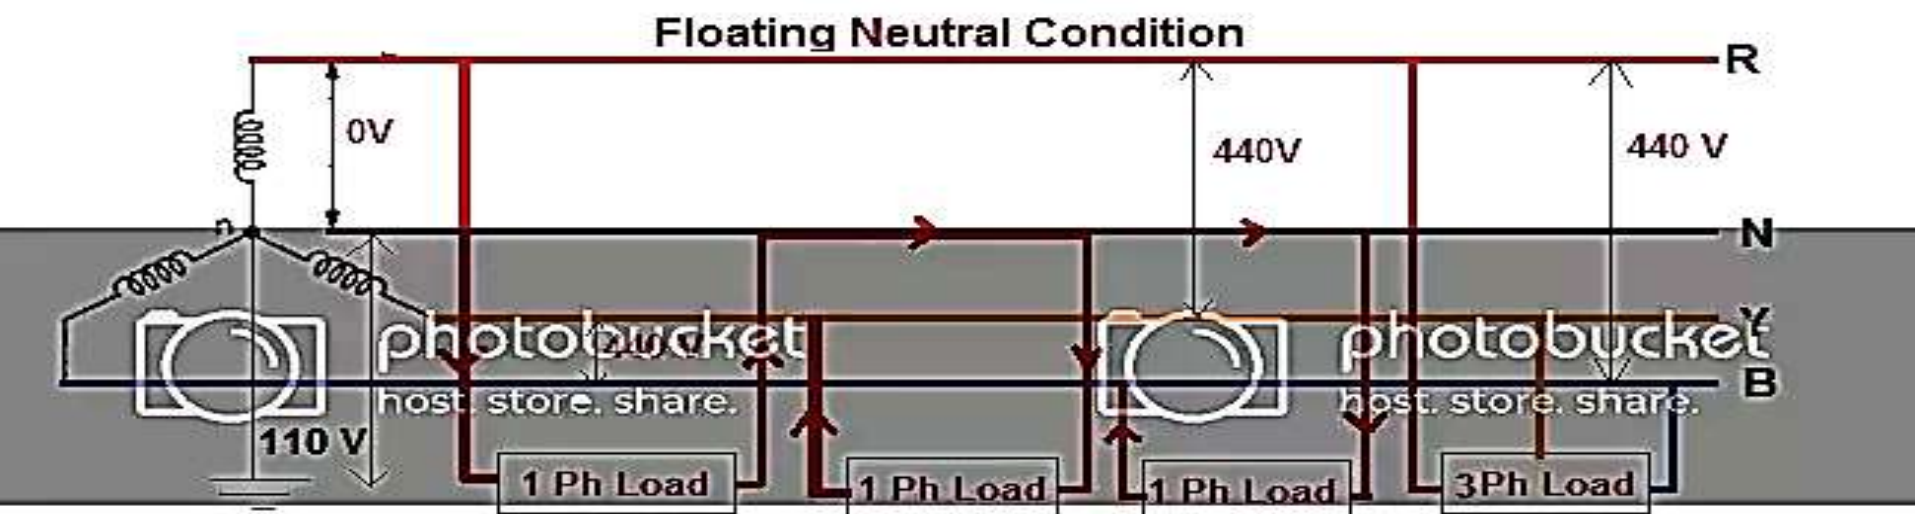 Floating Neutral Condition
R
0V
440V
440 V
n
N
photobucket
440 V
photobucket
Y
host. store. share.
host. store. share.
B
110 V
1 Ph Load
1 Ph Load
1 Ph Load
3Ph Load